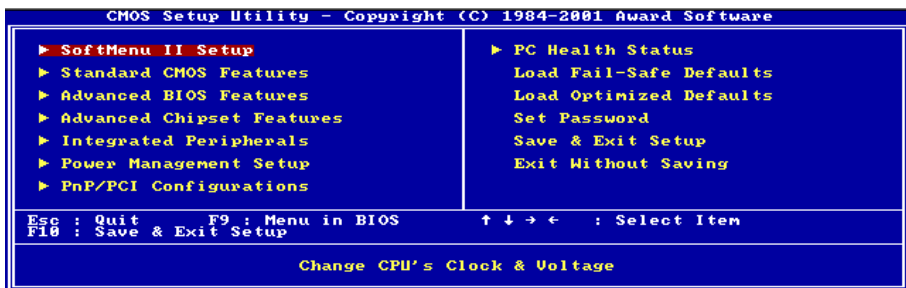 CMOS Setup Utility - Copyright (C) 1984-2001 Award Software
► SoftMenu II Setup
► Standard CMOS Features
► Advanced BIOS Features
► Advanced Chipset Features
► Integrated Peripherals
► Power Management Setup
► PnP/PCI Configurations
► PC Health Status
Load Fail-Safe Defaults
Load Optimized Defaults
Set Password
Save & Exit Setup
Exit Without Saving
Esc : Quit F9 : Menu in BIOS ↑ ↓ → ← : Select Item
F10 : Save & Exit Setup
Change CPU's Clock & Voltage